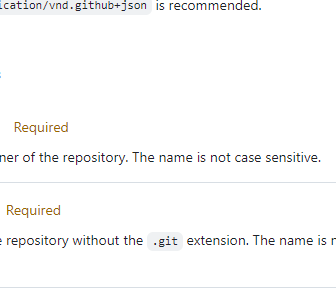 ication/vnd.github+json is recommended.
Required
ner of the repository. The name is not case sensitive.
Required
repository without the .git extension. The name is